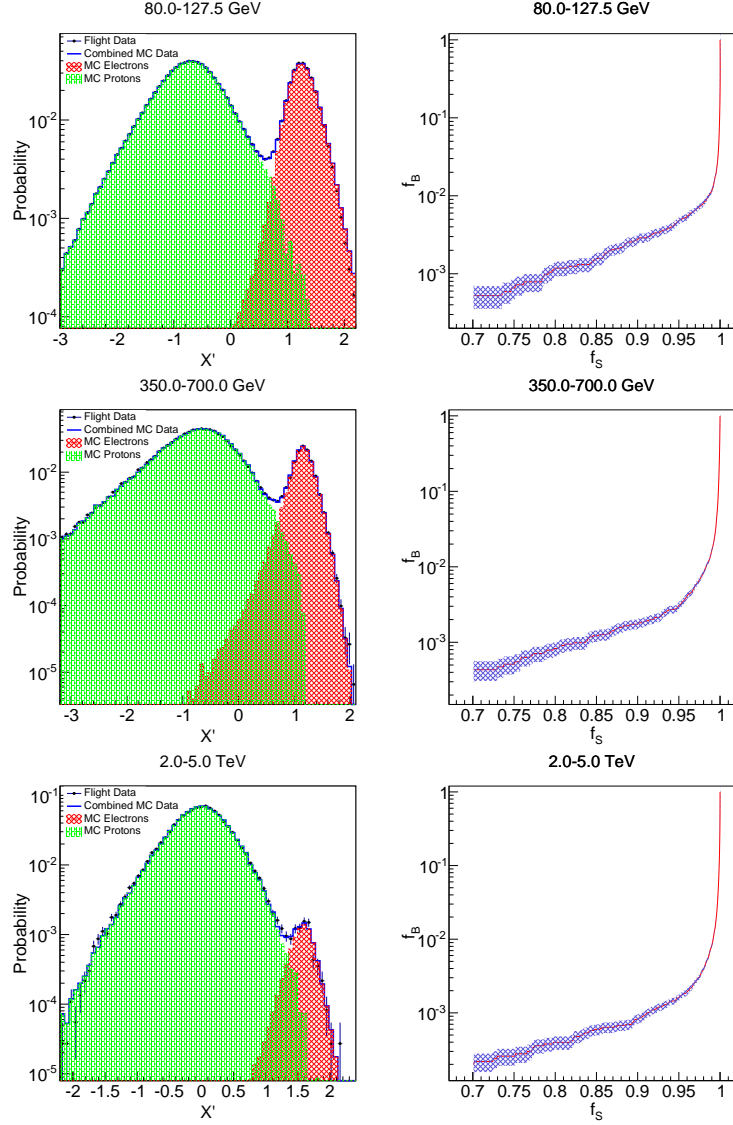 80.0-127.5 GeV
Flight Data
Combined MC Data
MC Electrons
MC Protons
Probability
10⁻²
10⁻³
10⁻⁴
-3 -2 -1 0 1 2
X'
80.0-127.5 GeV
f_B
1
10⁻¹
10⁻²
10⁻³
0.7 0.75 0.8 0.85 0.9 0.95 1
f_S
350.0-700.0 GeV
Flight Data
Combined MC Data
MC Electrons
MC Protons
Probability
10⁻²
10⁻³
10⁻⁴
10⁻⁵
-3 -2 -1 0 1 2
X'
350.0-700.0 GeV
f_B
1
10⁻¹
10⁻²
10⁻³
0.7 0.75 0.8 0.85 0.9 0.95 1
f_S
2.0-5.0 TeV
Flight Data
Combined MC Data
MC Electrons
MC Protons
Probability
10⁻¹
10⁻²
10⁻³
10⁻⁴
10⁻⁵
-2 -1.5 -1 -0.5 0 0.5 1 1.5 2
X'
2.0-5.0 TeV
f_B
1
10⁻¹
10⁻²
10⁻³
0.7 0.75 0.8 0.85 0.9 0.95 1
f_S